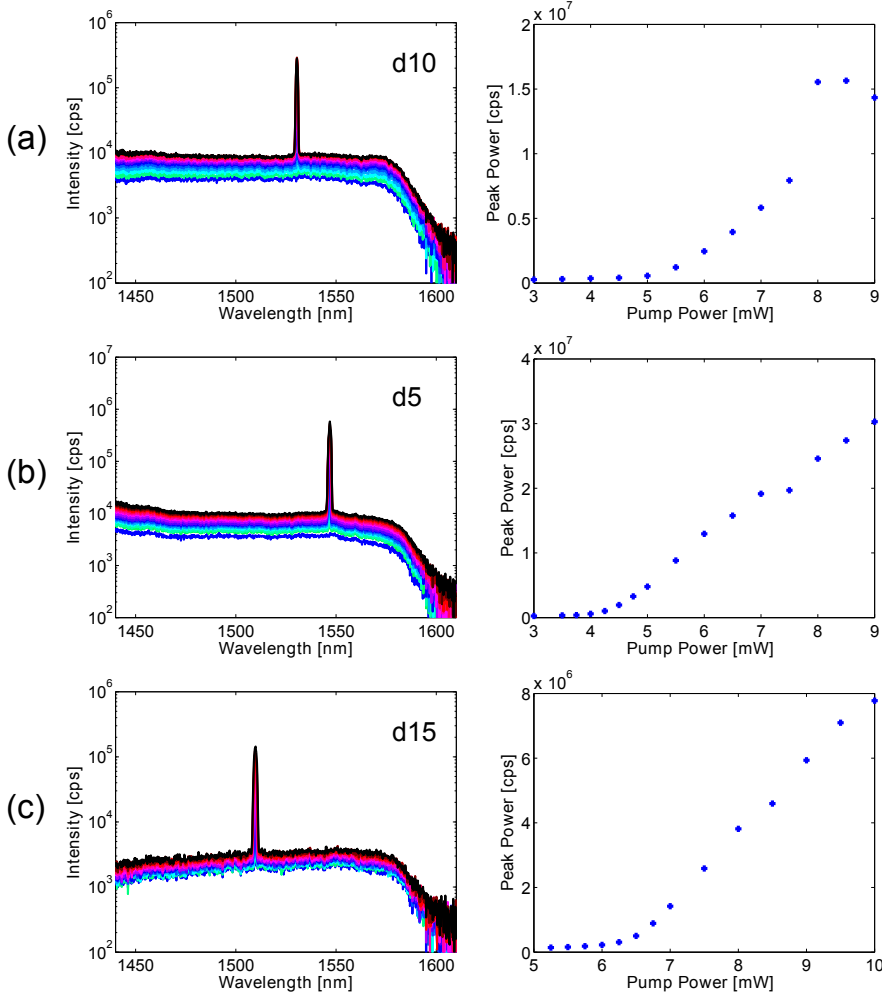 (a)
10^6
10^5
10^4
10^3
10^2
Intensity [cps]
d10
1450 1500 1550 1600
Wavelength [nm]
x 10^7
2
1.5
1
0.5
0
Peak Power [cps]
3 4 5 6 7 8 9
Pump Power [mW]
(b)
10^7
10^6
10^5
10^4
10^3
10^2
Intensity [cps]
d5
1450 1500 1550 1600
Wavelength [nm]
x 10^7
4
3
2
1
0
Peak Power [cps]
3 4 5 6 7 8 9
Pump Power [mW]
(c)
10^6
10^5
10^4
10^3
10^2
Intensity [cps]
d15
1450 1500 1550 1600
Wavelength [nm]
x 10^6
8
6
4
2
0
Peak Power [cps]
5 6 7 8 9 10
Pump Power [mW]